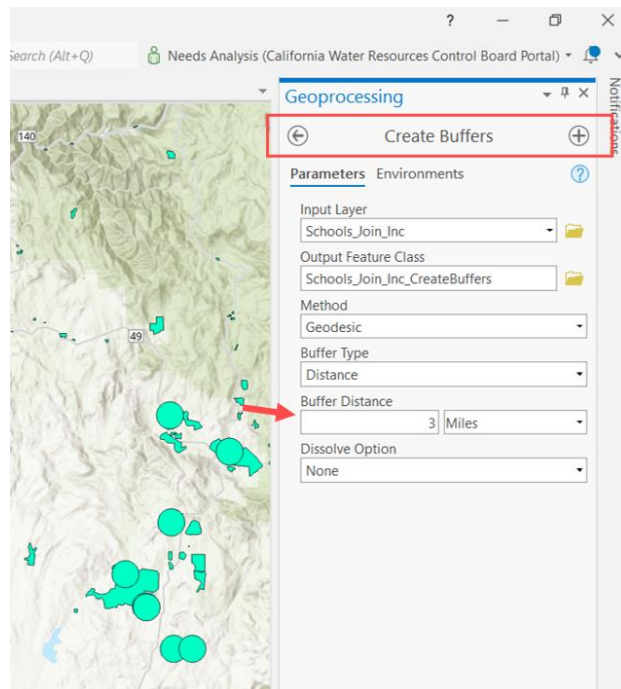 ?
Search (Alt+Q) Needs Analysis (California Water Resources Control Board Portal)
Notifications
Geoprocessing
Create Buffers
Parameters Environments ?
Input Layer
Schools_Join_Inc
Output Feature Class
Schools_Join_Inc_CreateBuffers
Method
Geodesic
Buffer Type
Distance
Buffer Distance
3 Miles
Dissolve Option
None
140
49